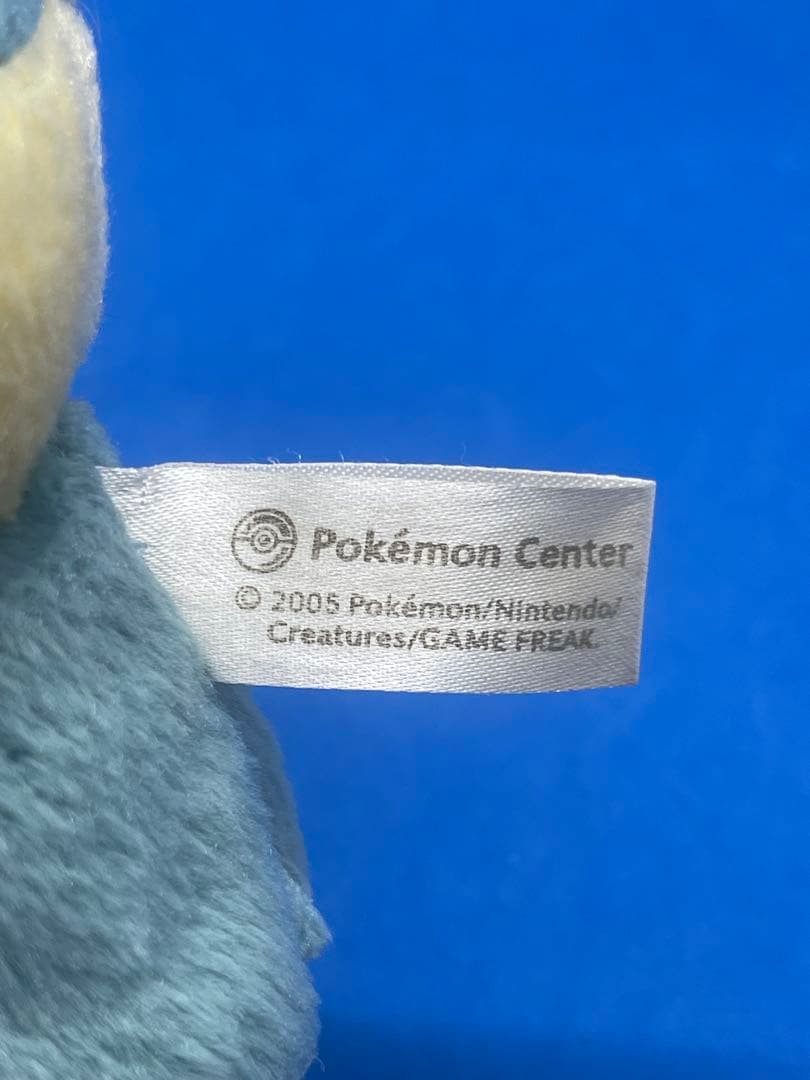 Pokémon Center
© 2005 Pokémon/Nintendo/
Creatures/GAME FREAK.